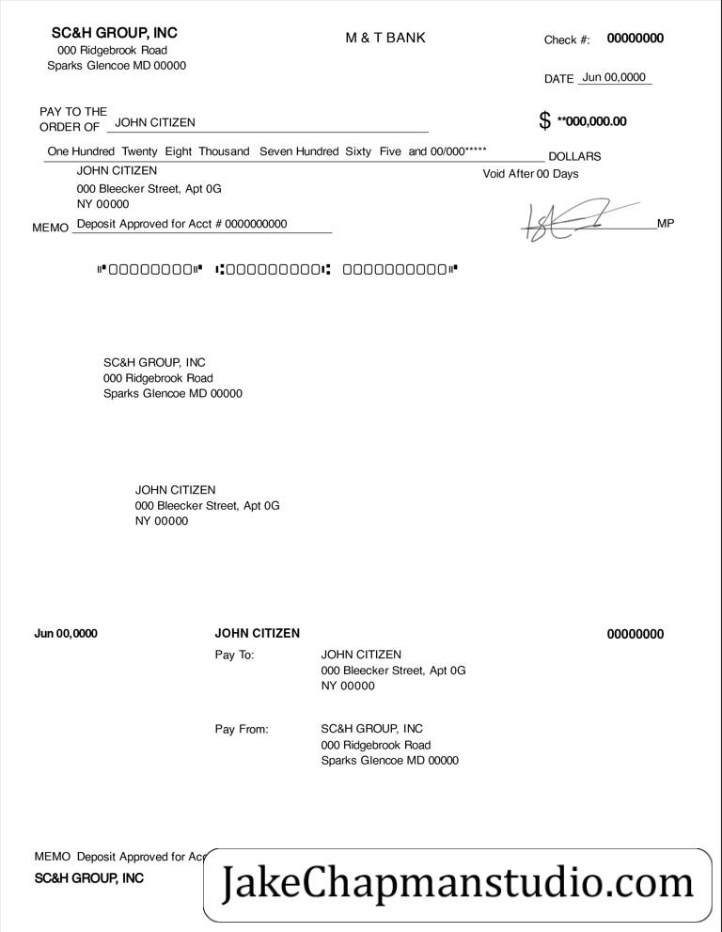 SC&H GROUP, INC
000 Ridgebrook Road
Sparks Glencoe MD 00000
M & T BANK
Check #: 00000000
DATE Jun 00,0000
PAY TO THE
ORDER OF JOHN CITIZEN
$ **000,000.00
One Hundred Twenty Eight Thousand Seven Hundred Sixty Five and 00/000*****
DOLLARS
JOHN CITIZEN
000 Bleecker Street, Apt 0G
NY 00000
Void After 00 Days
MEMO Deposit Approved for Acct # 0000000000
MP
⑈00000000⑈ ⑆000000000⑆ 0000000000⑈
SC&H GROUP, INC
000 Ridgebrook Road
Sparks Glencoe MD 00000
JOHN CITIZEN
000 Bleecker Street, Apt 0G
NY 00000
Jun 00,0000 JOHN CITIZEN 00000000
Pay To: JOHN CITIZEN
000 Bleecker Street, Apt 0G
NY 00000
Pay From: SC&H GROUP, INC
000 Ridgebrook Road
Sparks Glencoe MD 00000
MEMO Deposit Approved for
SC&H GROUP, INC
JakeChapmanstudio.com